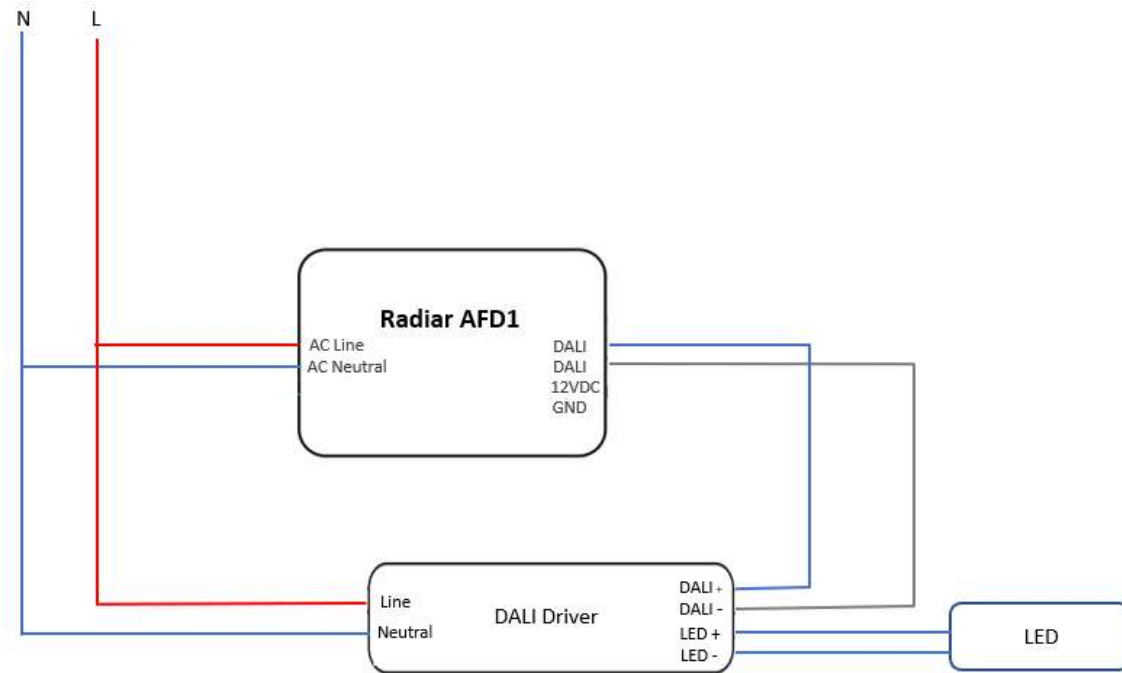 N L
Radiar AFD1
AC Line DALI
AC Neutral DALI
12VDC
GND
DALI +
Line DALI -
DALI Driver
Neutral LED +
LED -
LED